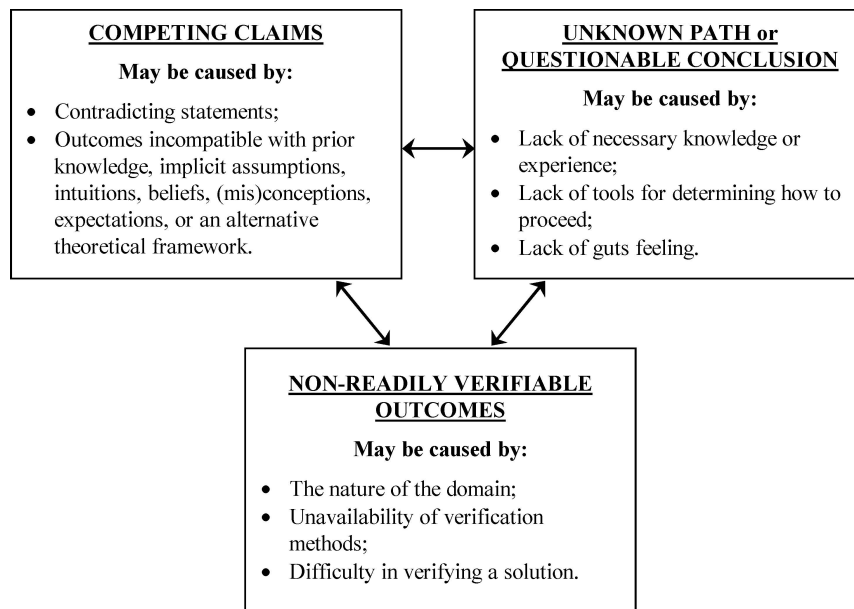 COMPETING CLAIMS
May be caused by:
• Contradicting statements;
• Outcomes incompatible with prior
knowledge, implicit assumptions,
intuitions, beliefs, (mis)conceptions,
expectations, or an alternative
theoretical framework.
UNKNOWN PATH or
QUESTIONABLE CONCLUSION
May be caused by:
• Lack of necessary knowledge or
experience;
• Lack of tools for determining how to
proceed;
• Lack of guts feeling.
NON-READILY VERIFIABLE
OUTCOMES
May be caused by:
• The nature of the domain;
• Unavailability of verification
methods;
• Difficulty in verifying a solution.